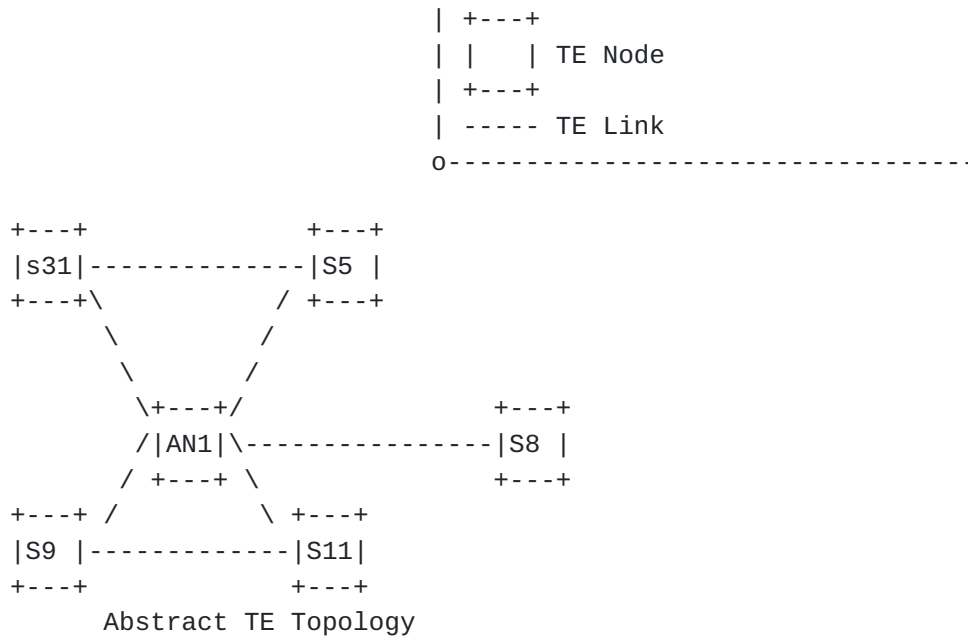 TE Node
TE Link
s31 S5
AN1 S8
S9 S11
Abstract TE Topology